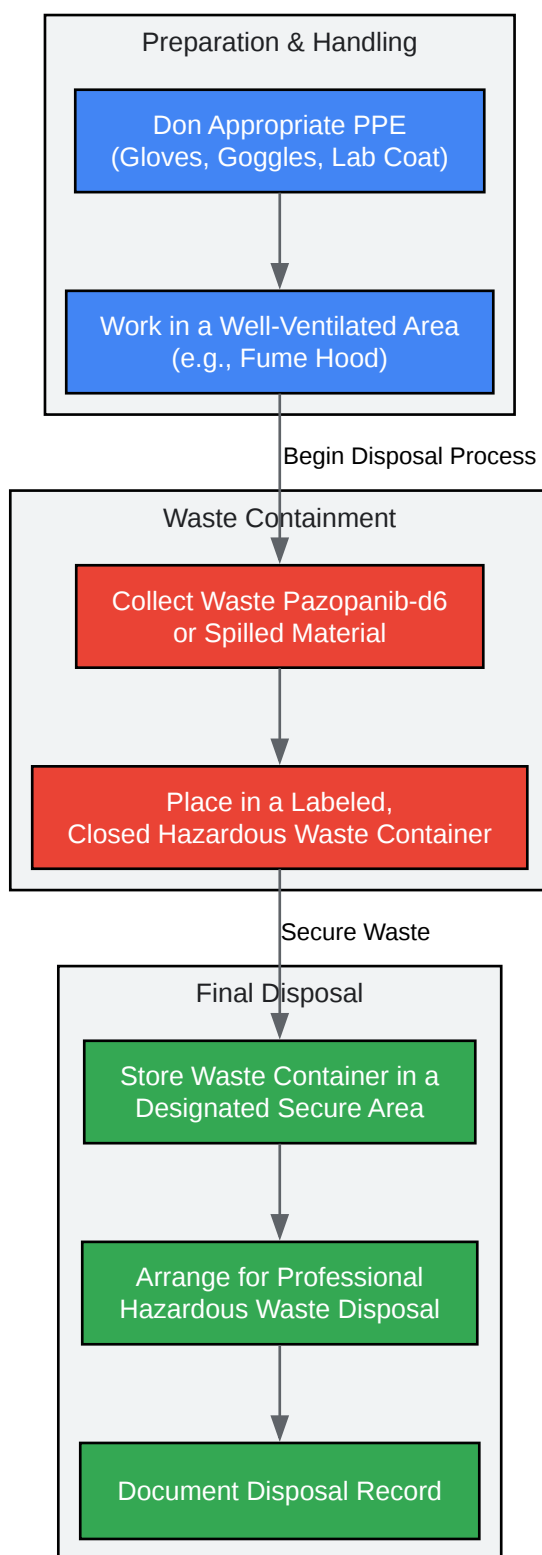 Preparation & Handling
Don Appropriate PPE
(Gloves, Goggles, Lab Coat)
Work in a Well-Ventilated Area
(e.g., Fume Hood)
Begin Disposal Process
Waste Containment
Collect Waste Pazopanib-d6
or Spilled Material
Place in a Labeled,
Closed Hazardous Waste Container
Secure Waste
Final Disposal
Store Waste Container in a
Designated Secure Area
Arrange for Professional
Hazardous Waste Disposal
Document Disposal Record